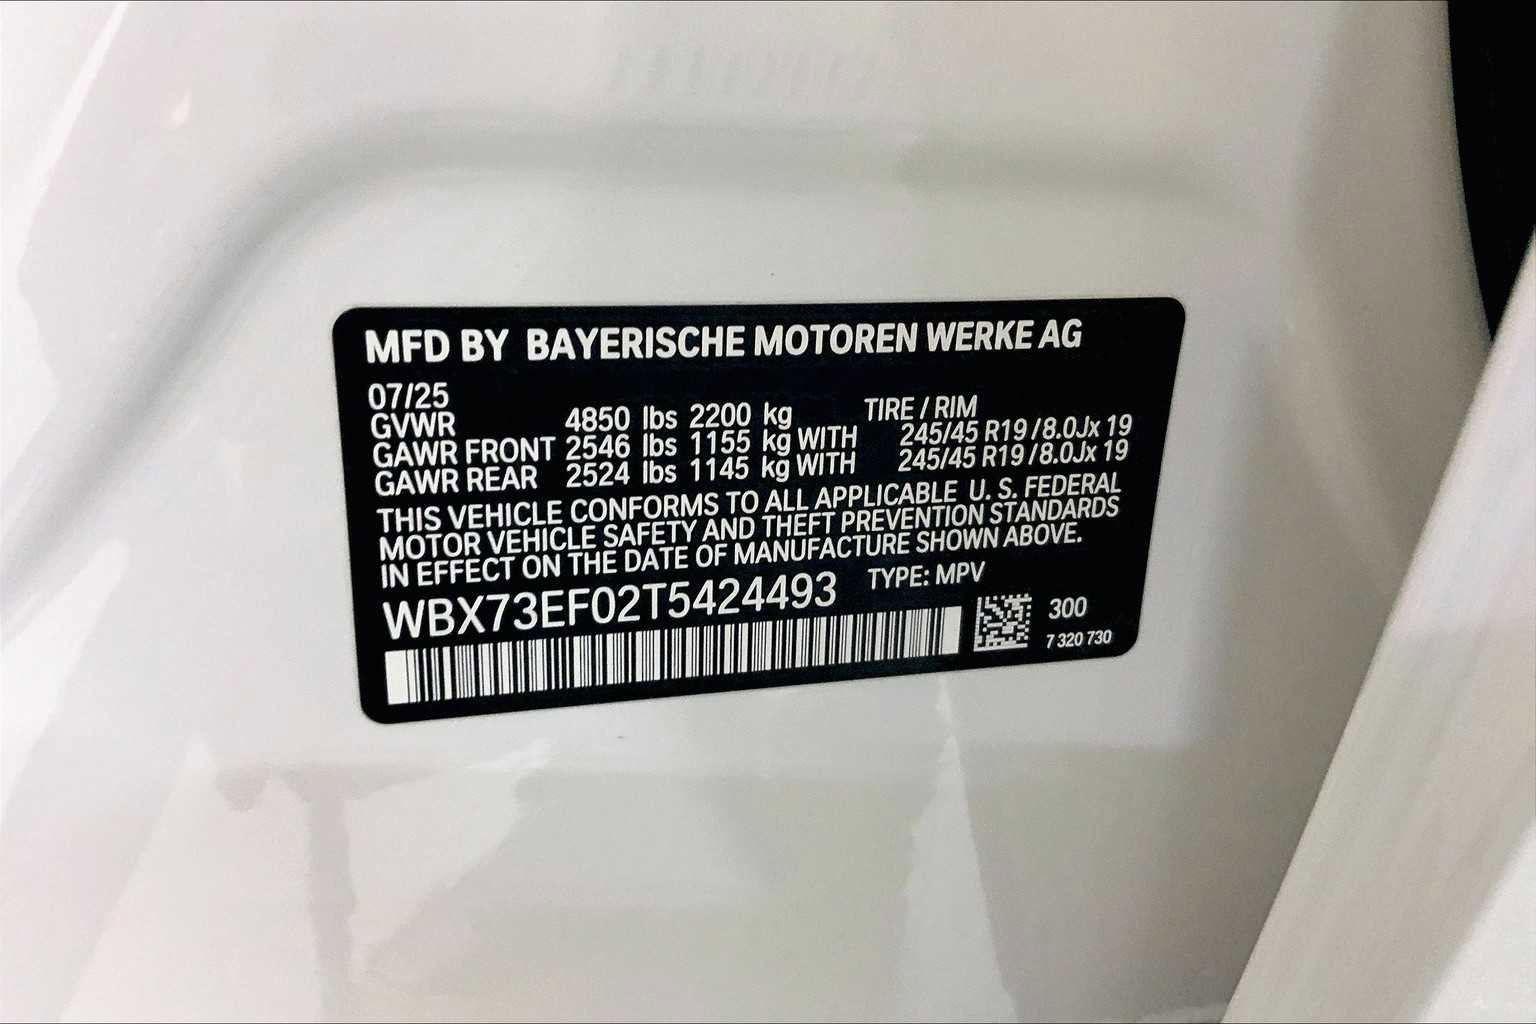 MFD BY BAYERISCHE MOTOREN WERKE AG
07/25
GVWR 4850 lbs 2200 kg TIRE / RIM
GAWR FRONT 2546 lbs 1155 kg WITH 245/45 R19 / 8.0Jx 19
GAWR REAR 2524 lbs 1145 kg WITH 245/45 R19 / 8.0Jx 19
THIS VEHICLE CONFORMS TO ALL APPLICABLE U. S. FEDERAL
MOTOR VEHICLE SAFETY AND THEFT PREVENTION STANDARDS
IN EFFECT ON THE DATE OF MANUFACTURE SHOWN ABOVE.
WBX73EF02T5424493 TYPE: MPV
300
7 320 730